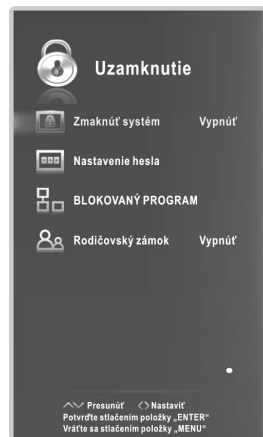 Uzamknutie
Zmaknúť systém Vypnúť
Nastavenie hesla
BLOKOVANÝ PROGRAM
Rodičovský zámok Vypnúť
Presunúť Nastaviť
Potvrďte stlačením položky „ENTER“
Vráťte sa stlačením položky „MENU“